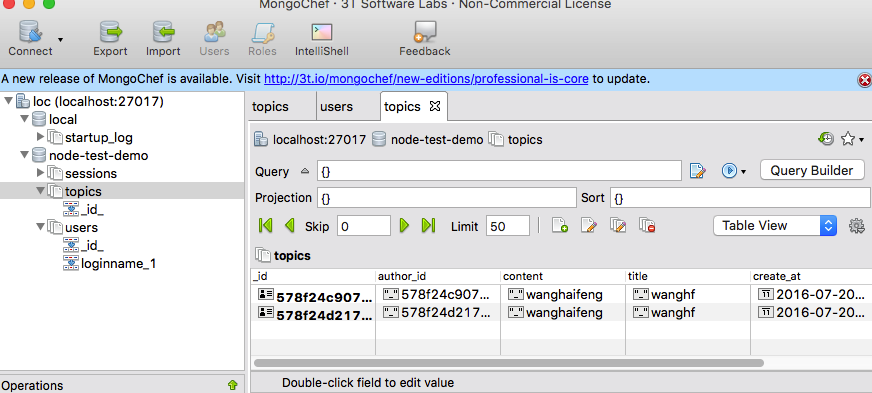 MongoChef - 3T Software Labs - Non-Commercial License
Connect Export Import Users Roles IntelliShell Feedback
A new release of MongoChef is available. Visit http://3t.io/mongochef/new-editions/professional-is-core to update.
loc (localhost:27017)
local
startup_log
node-test-demo
sessions
topics
_id_
users
_id_
loginname_1
Operations
topics users topics
localhost:27017 node-test-demo topics
Query {} Query Builder
Projection {} Sort {}
Skip 0 Limit 50 Table View
topics
_id author_id content title create_at
578f24c907... 578f24c907... wanghaifeng wanghf 2016-07-20...
578f24d217... 578f24d217... wanghaifeng wanghf 2016-07-20...
Double-click field to edit value